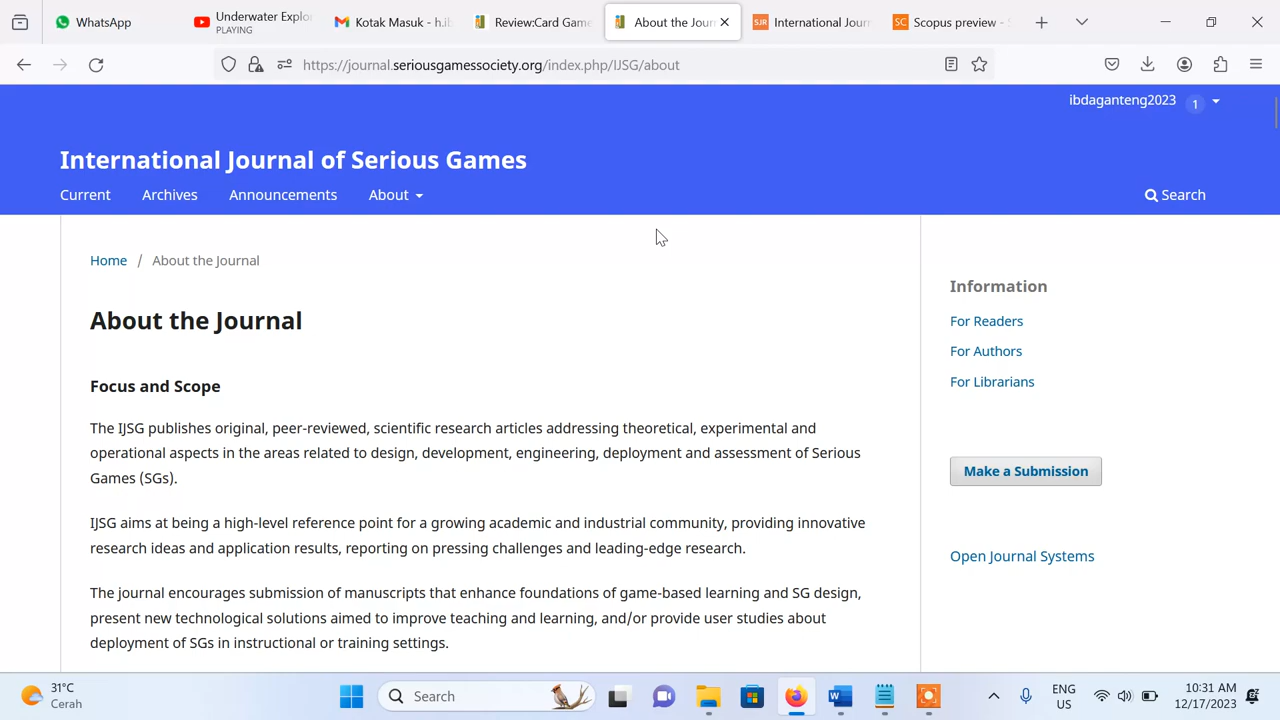 WhatsApp
Underwater Explo
PLAYING
Kotak Masuk - h.ib
Review:Card Game
About the Jour
SJR
International Journ
SC
Scopus preview - S
https://journal.seriousgamessociety.org/index.php/IJSG/about
ibdaganteng2023 1
International Journal of Serious Games
Current
Archives
Announcements
About
Search
Home / About the Journal
About the Journal
Focus and Scope
The IJSG publishes original, peer-reviewed, scientific research articles addressing theoretical, experimental and
operational aspects in the areas related to design, development, engineering, deployment and assessment of Serious
Games (SGs).
IJSG aims at being a high-level reference point for a growing academic and industrial community, providing innovative
research ideas and application results, reporting on pressing challenges and leading-edge research.
The journal encourages submission of manuscripts that enhance foundations of game-based learning and SG design,
present new technological solutions aimed to improve teaching and learning, and/or provide user studies about
deployment of SGs in instructional or training settings.
Information
For Readers
For Authors
For Librarians
Make a Submission
Open Journal Systems
31°C
Cerah
Search
ENG
US
10:31 AM
12/17/2023